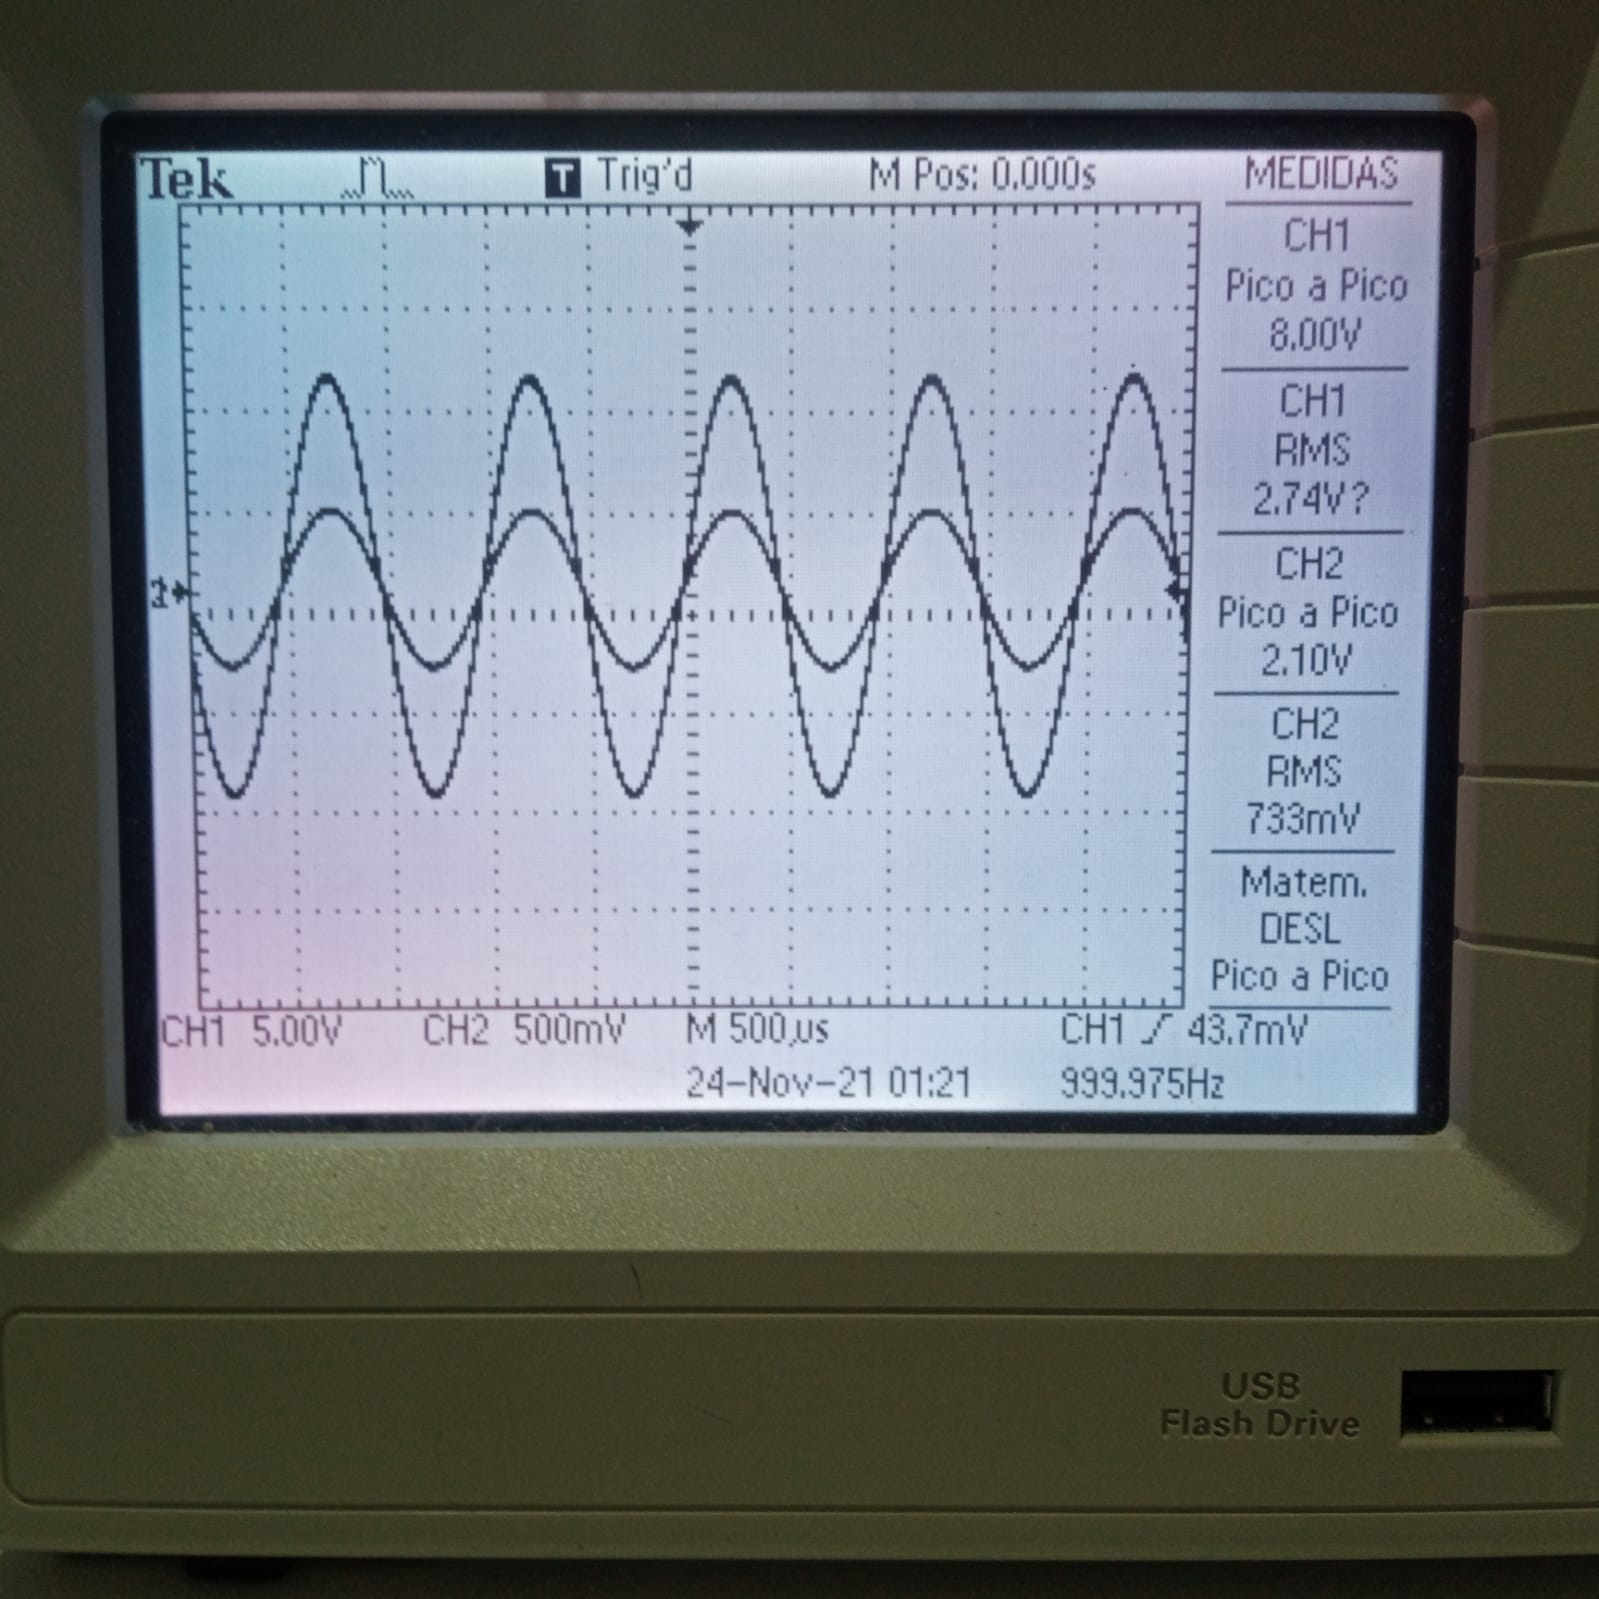 Tek T Trig'd M Pos: 0.000s MEDIDAS
CH1
Pico a Pico
8.00V
CH1
RMS
2.74V?
CH2
Pico a Pico
2.10V
CH2
RMS
733mV
Matem.
DESL
Pico a Pico
CH1 5.00V CH2 500mV M 500µs CH1 43.7mV
24-Nov-21 01:21 999.975Hz
USB
Flash Drive